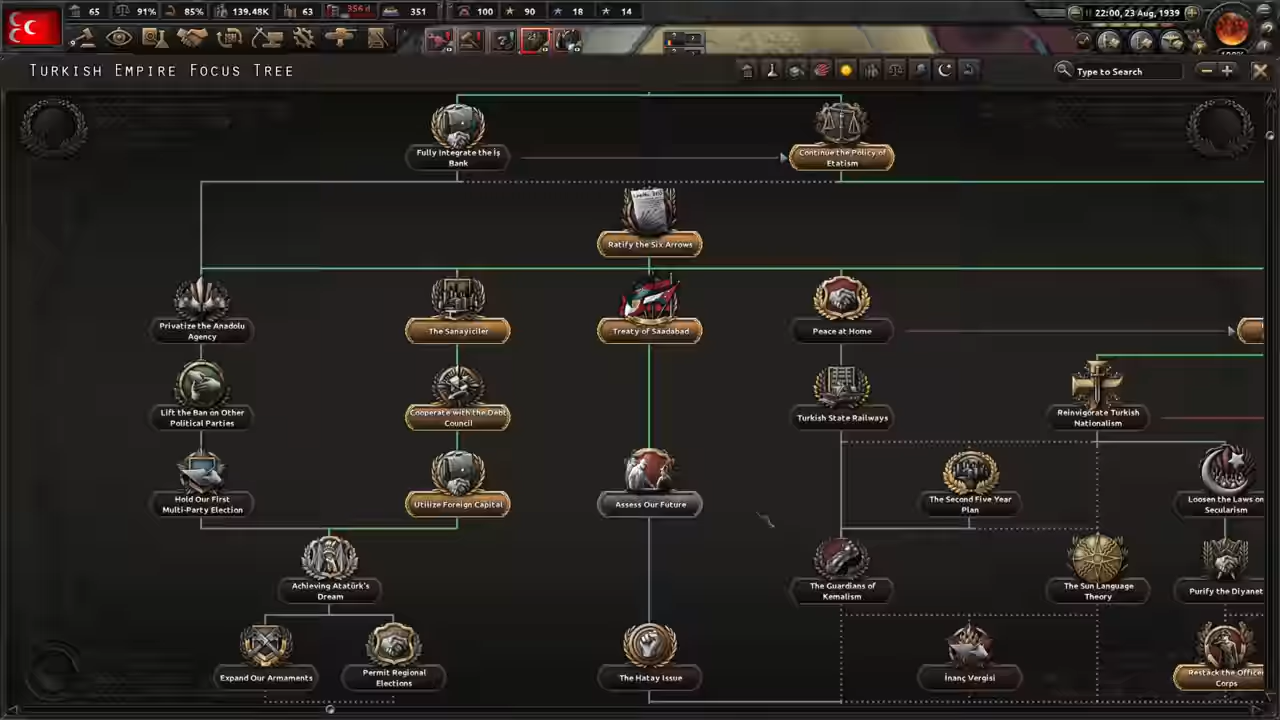 65 91% 85% 139.48K 63 356d 351 100 90 18 14 22:00, 23 Aug, 1939
TURKISH EMPIRE FOCUS TREE
Type to Search
Fully Integrate the is
Bank
Continue the Policy of
Etatism
Ratify the Six Arrows
Privatize the Anadolu
Agency
The Sanayiciler
Treaty of Saadabad
Peace at Home
Lift the Ban on Other
Political Parties
Cooperate with the Debt
Council
Turkish State Railways
Reinvigorate Turkish
Nationalism
Hold Our First
Multi-Party Election
Utilize Foreign Capital
Assess Our Future
The Second Five Year
Plan
Loosen the Laws on
Secularism
Achieving Atatürk's
Dream
The Guardians of
Kemalism
The Sun Language
Theory
Purify the Diyanet
Expand Our Armaments
Permit Regional
Elections
The Hatay Issue
İnanç Vergisi
Restack the Officer
Corps